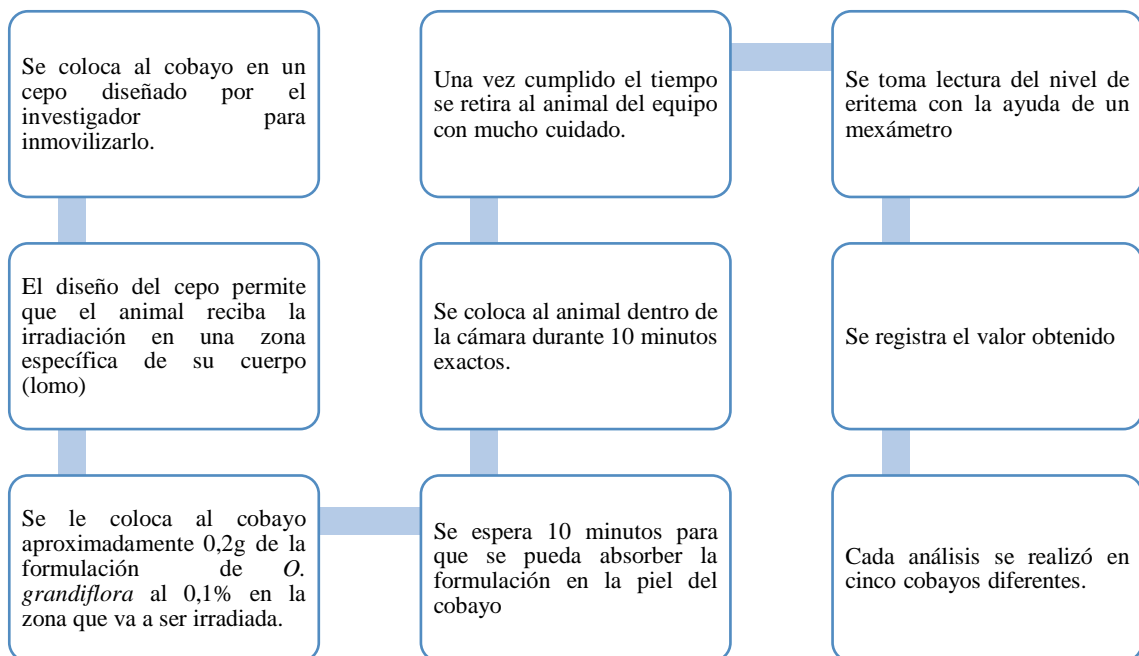 Se coloca al cobayo en un
cepo diseñado por el
investigador para
inmovilizarlo.
El diseño del cepo permite
que el animal reciba la
irradiación en una zona
específica de su cuerpo
(lomo)
Se le coloca al cobayo
aproximadamente 0,2g de la
formulación de O.
grandiflora al 0,1% en la
zona que va a ser irradiada.
Se espera 10 minutos para
que se pueda absorber la
formulación en la piel del
cobayo
Se coloca al animal dentro de
la cámara durante 10 minutos
exactos.
Una vez cumplido el tiempo
se retira al animal del equipo
con mucho cuidado.
Se toma lectura del nivel de
eritema con la ayuda de un
mexámetro
Se registra el valor obtenido
Cada análisis se realizó en
cinco cobayos diferentes.